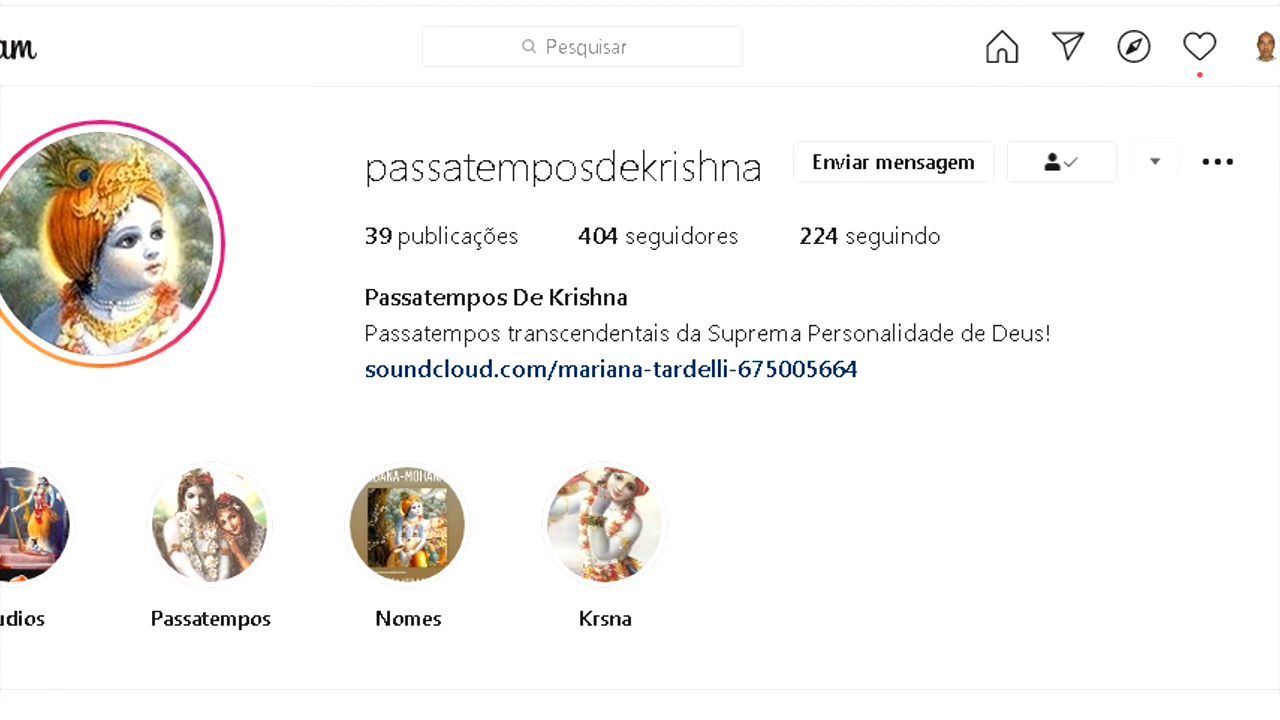 am
Pesquisar
passatemposdekrishna Enviar mensagem
39 publicações 404 seguidores 224 seguindo
Passatempos De Krishna
Passatempos transcendentais da Suprema Personalidade de Deus!
soundcloud.com/mariana-tardelli-675005664
udios Passatempos Nomes Krsna